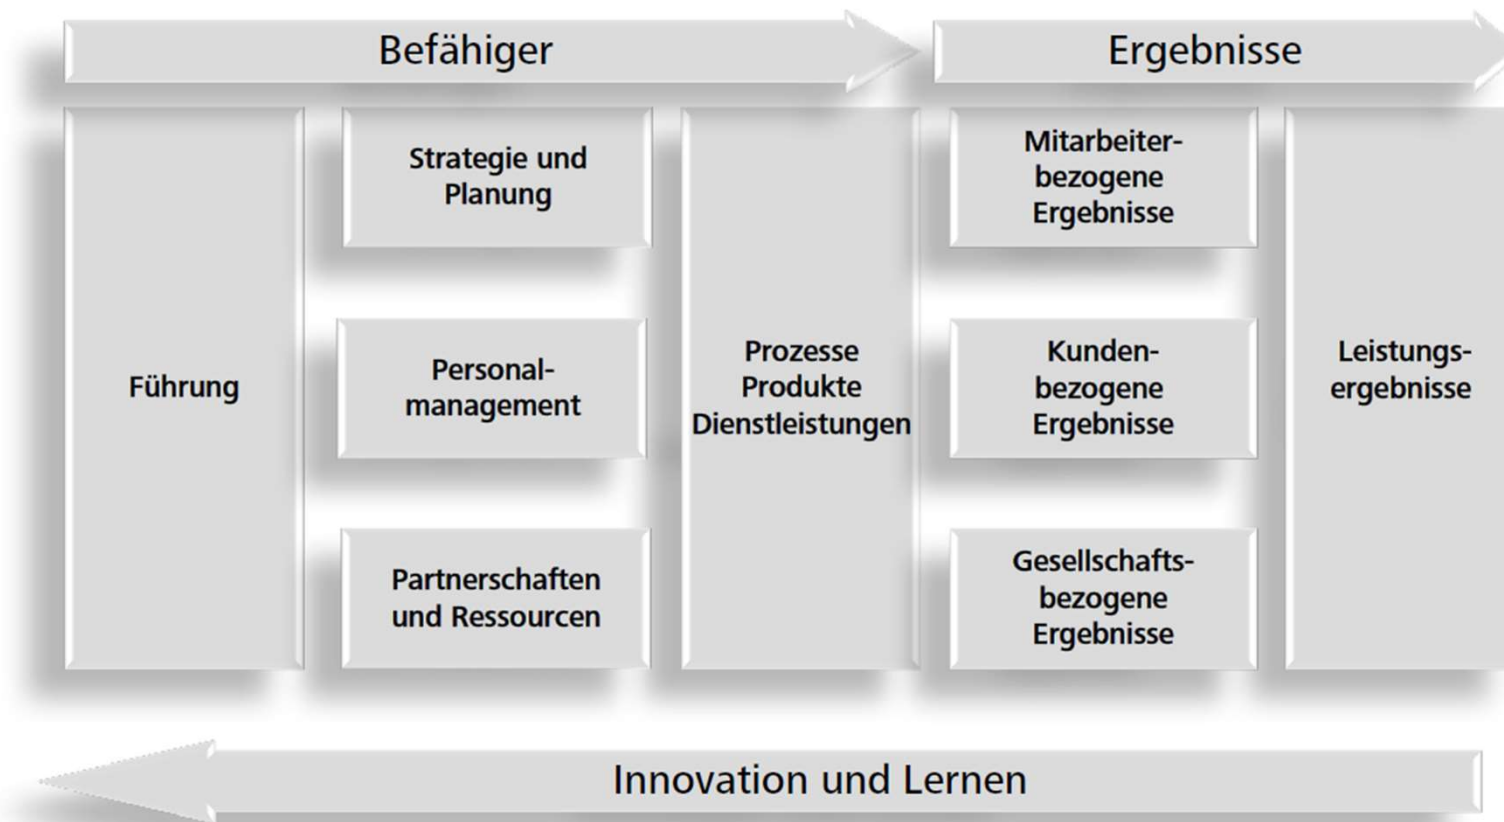 Befähiger
Ergebnisse
Führung
Strategie und
Planung
Personal-
management
Partnerschaften
und Ressourcen
Prozesse
Produkte
Dienstleistungen
Mitarbeiter-
bezogene
Ergebnisse
Kunden-
bezogene
Ergebnisse
Gesellschafts-
bezogene
Ergebnisse
Leistungs-
ergebnisse
Innovation und Lernen